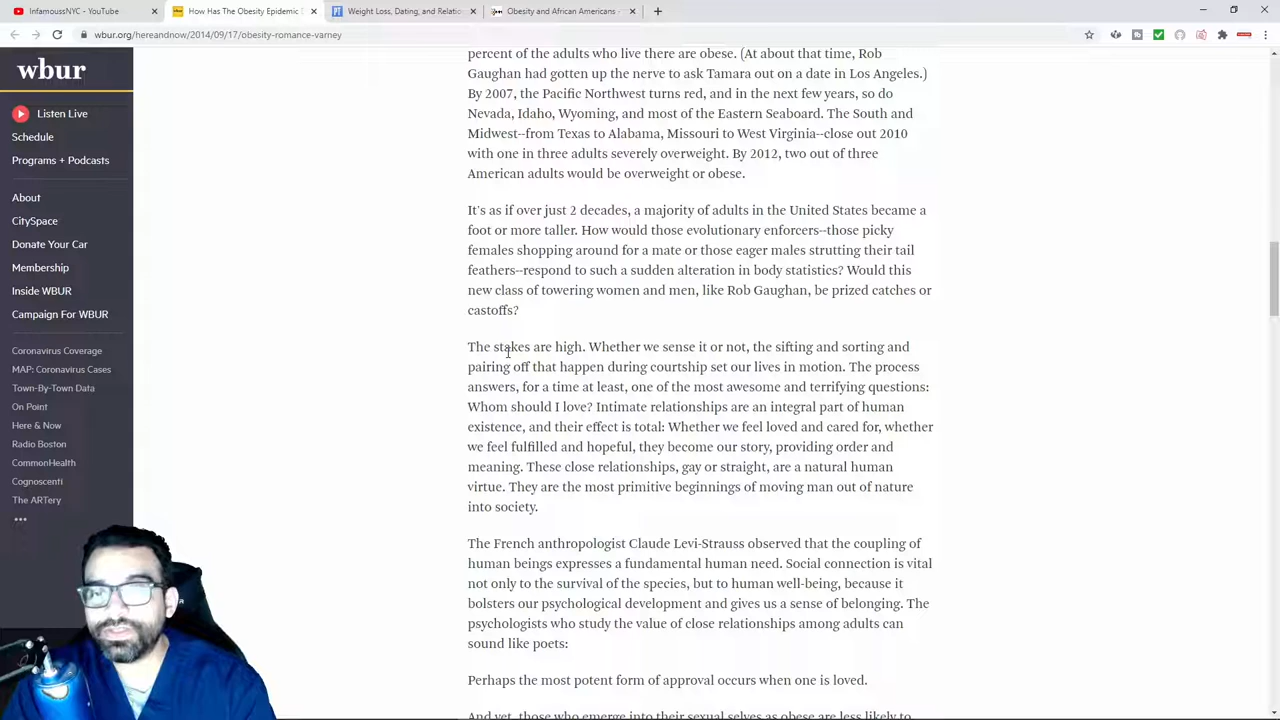 InfamousNYC - YouTube
How Has The Obesity Epidemic
Weight Loss, Dating, and Relatio
Obesity and African Americans -
wbur.org/hereandnow/2014/09/17/obesity-romance-varney
wbur
Listen Live
Schedule
Programs + Podcasts
About
CitySpace
Donate Your Car
Membership
Inside WBUR
Campaign For WBUR
Coronavirus Coverage
MAP: Coronavirus Cases
Town-By-Town Data
On Point
Here & Now
Radio Boston
CommonHealth
Cognoscenti
The ARTery
percent of the adults who live there are obese. (At about that time, Rob
Gaughan had gotten up the nerve to ask Tamara out on a date in Los Angeles.)
By 2007, the Pacific Northwest turns red, and in the next few years, so do
Nevada, Idaho, Wyoming, and most of the Eastern Seaboard. The South and
Midwest--from Texas to Alabama, Missouri to West Virginia--close out 2010
with one in three adults severely overweight. By 2012, two out of three
American adults would be overweight or obese.
It's as if over just 2 decades, a majority of adults in the United States became a
foot or more taller. How would those evolutionary enforcers--those picky
females shopping around for a mate or those eager males strutting their tail
feathers--respond to such a sudden alteration in body statistics? Would this
new class of towering women and men, like Rob Gaughan, be prized catches or
castoffs?
The stakes are high. Whether we sense it or not, the sifting and sorting and
pairing off that happen during courtship set our lives in motion. The process
answers, for a time at least, one of the most awesome and terrifying questions:
Whom should I love? Intimate relationships are an integral part of human
existence, and their effect is total: Whether we feel loved and cared for, whether
we feel fulfilled and hopeful, they become our story, providing order and
meaning. These close relationships, gay or straight, are a natural human
virtue. They are the most primitive beginnings of moving man out of nature
into society.
The French anthropologist Claude Levi-Strauss observed that the coupling of
human beings expresses a fundamental human need. Social connection is vital
not only to the survival of the species, but to human well-being, because it
bolsters our psychological development and gives us a sense of belonging. The
psychologists who study the value of close relationships among adults can
sound like poets:
Perhaps the most potent form of approval occurs when one is loved.
And yet, those who emerge into their sexual selves as obese are less likely to